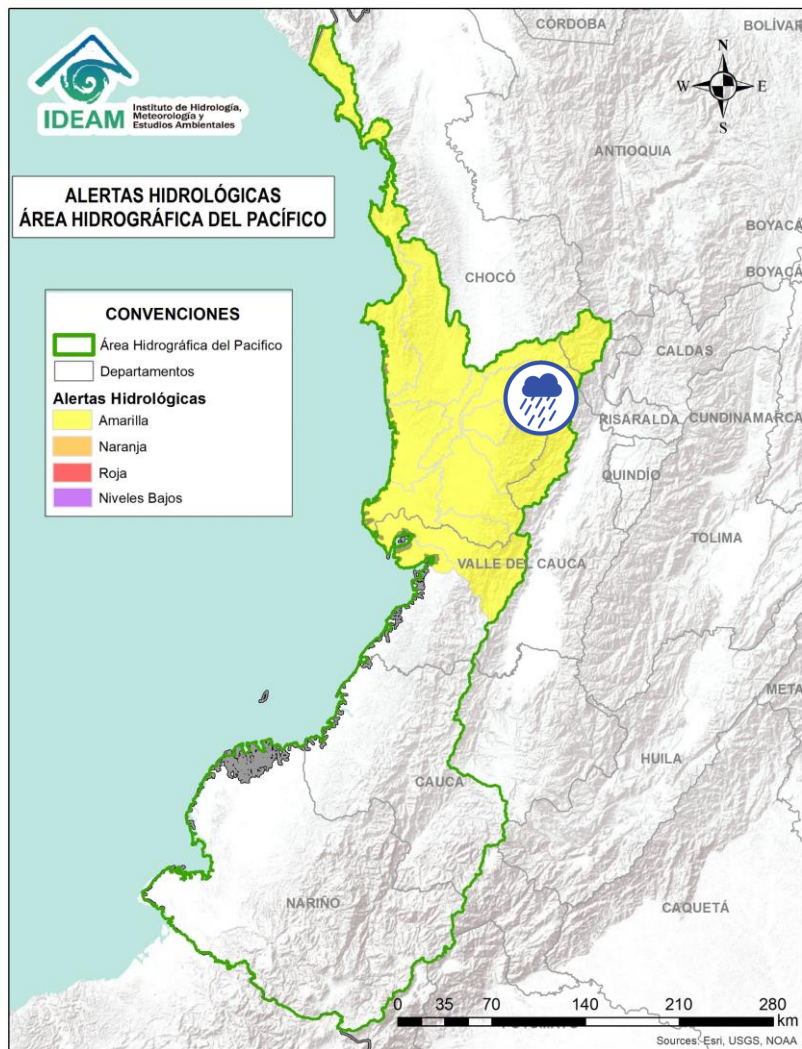 CÓRDOBA
BOLÍVAR
N
W
E
S
IDEAM
Instituto de Hidrología,
Meteorología y
Estudios Ambientales
ANTIOQUIA
ALERTAS HIDROLÓGICAS
ÁREA HIDROGRÁFICA DEL PACÍFICO
BOYACÁ
BOYACÁ
CHOCÓ
CONVENCIONES
Área Hidrográfica del Pacifico
Departamentos
Alertas Hidrológicas
Amarilla
Naranja
Roja
Niveles Bajos
CALDAS
RISARALDA
CUNDINAMARCA
QUINDÍO
TOLIMA
VALLE DEL CAUCA
META
HUILA
CAUCA
NARIÑO
CAQUETÁ
0 35 70 140 210 280
km
Sources: Esri, USGS, NOAA